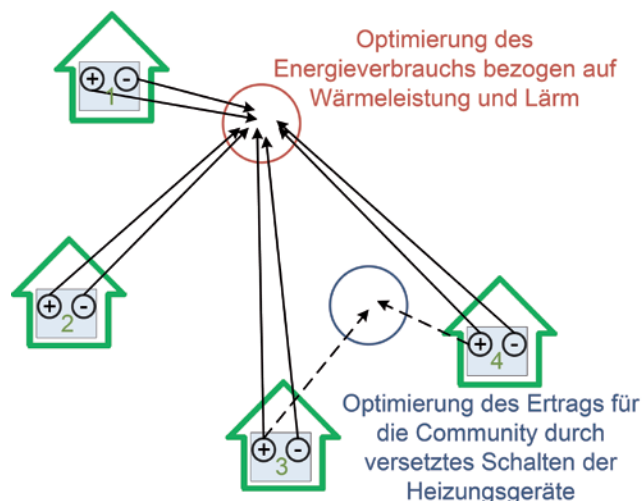 Optimierung des
Energieverbrauchs bezogen auf
Wärmeleistung und Lärm
+ -
1
+ -
2
+ -
4
+ -
3
Optimierung des Ertrags für
die Community durch
versetztes Schalten der
Heizungsgeräte